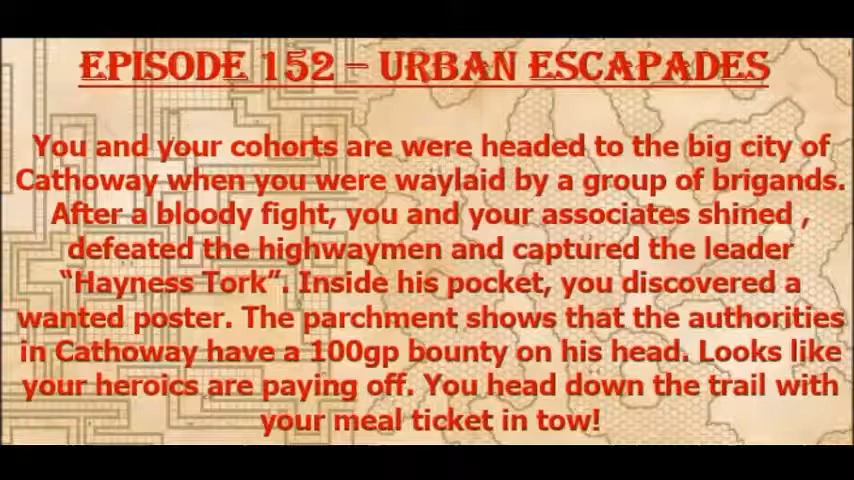 EPISODE 152 – URBAN ESCAPADES
You and your cohorts are were headed to the big city of
Cathoway when you were waylaid by a group of brigands.
After a bloody fight, you and your associates shined ,
defeated the highwaymen and captured the leader
“Hayness Tork”. Inside his pocket, you discovered a
wanted poster. The parchment shows that the authorities
in Cathoway have a 100gp bounty on his head. Looks like
your heroics are paying off. You head down the trail with
your meal ticket in tow!